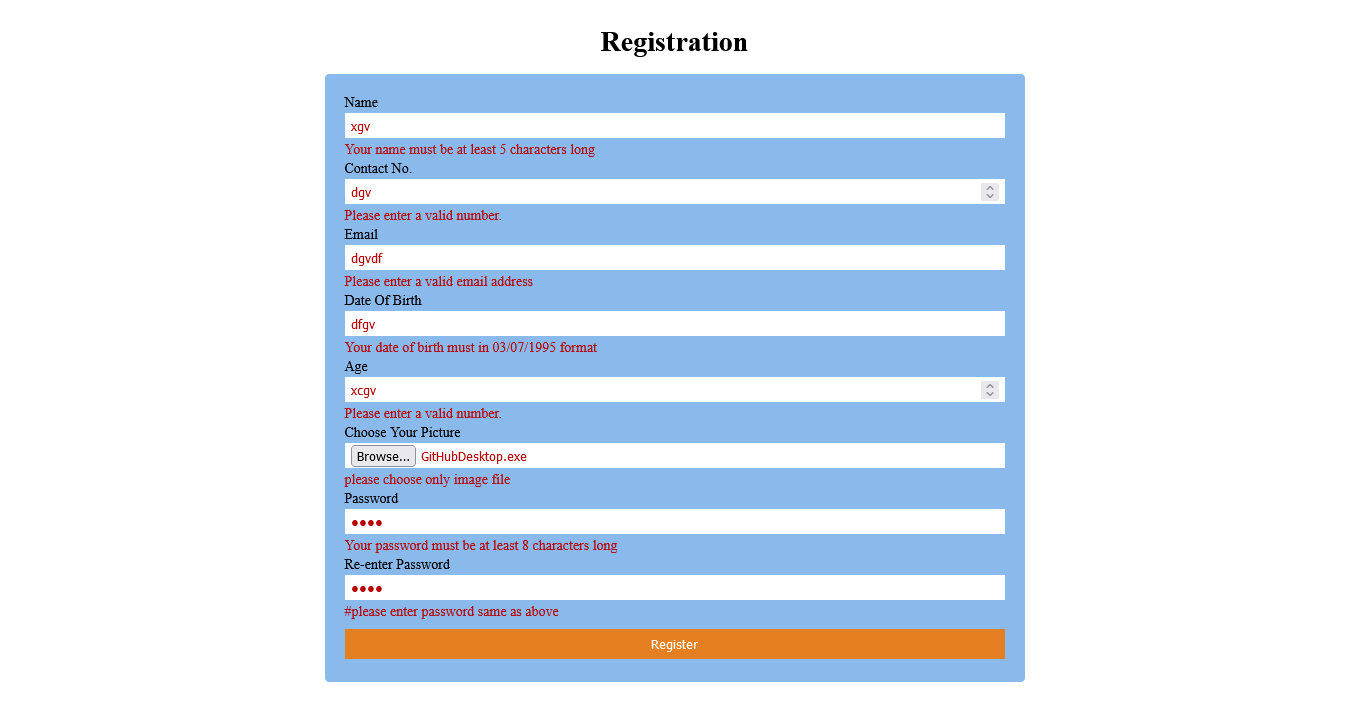 Registration
Name
xgv
Your name must be at least 5 characters long
Contact No.
dgv
Please enter a valid number.
Email
dgvdf
Please enter a valid email address
Date Of Birth
dfgv
Your date of birth must in 03/07/1995 format
Age
xcgv
Please enter a valid number.
Choose Your Picture
Browse... GitHubDesktop.exe
please choose only image file
Password
●●●●
Your password must be at least 8 characters long
Re-enter Password
●●●●
#please enter password same as above
Register